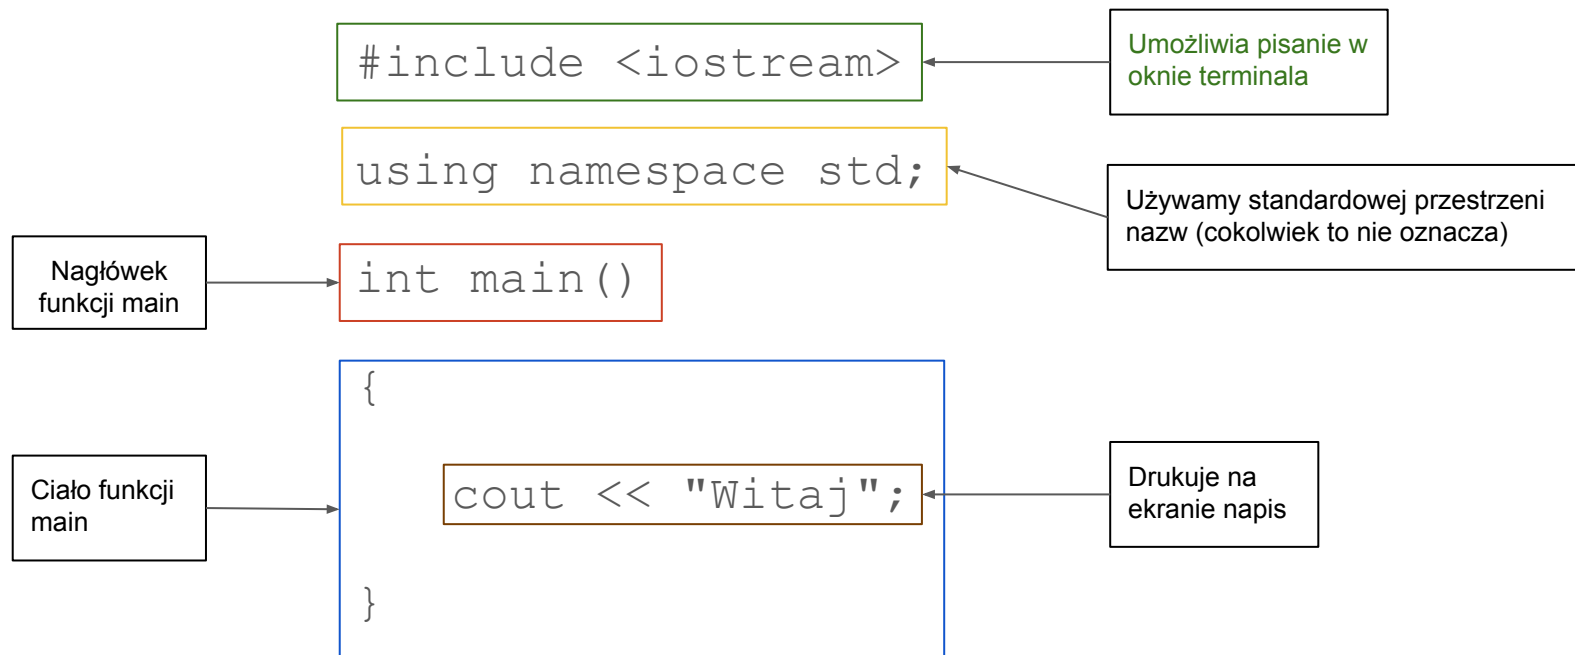 #include <iostream>
Umożliwia pisanie w
oknie terminala
using namespace std;
Używamy standardowej przestrzeni
nazw (cokolwiek to nie oznacza)
Nagłówek
funkcji main
int main()
{
Ciało funkcji
main
cout << "Witaj";
Drukuje na
ekranie napis
}